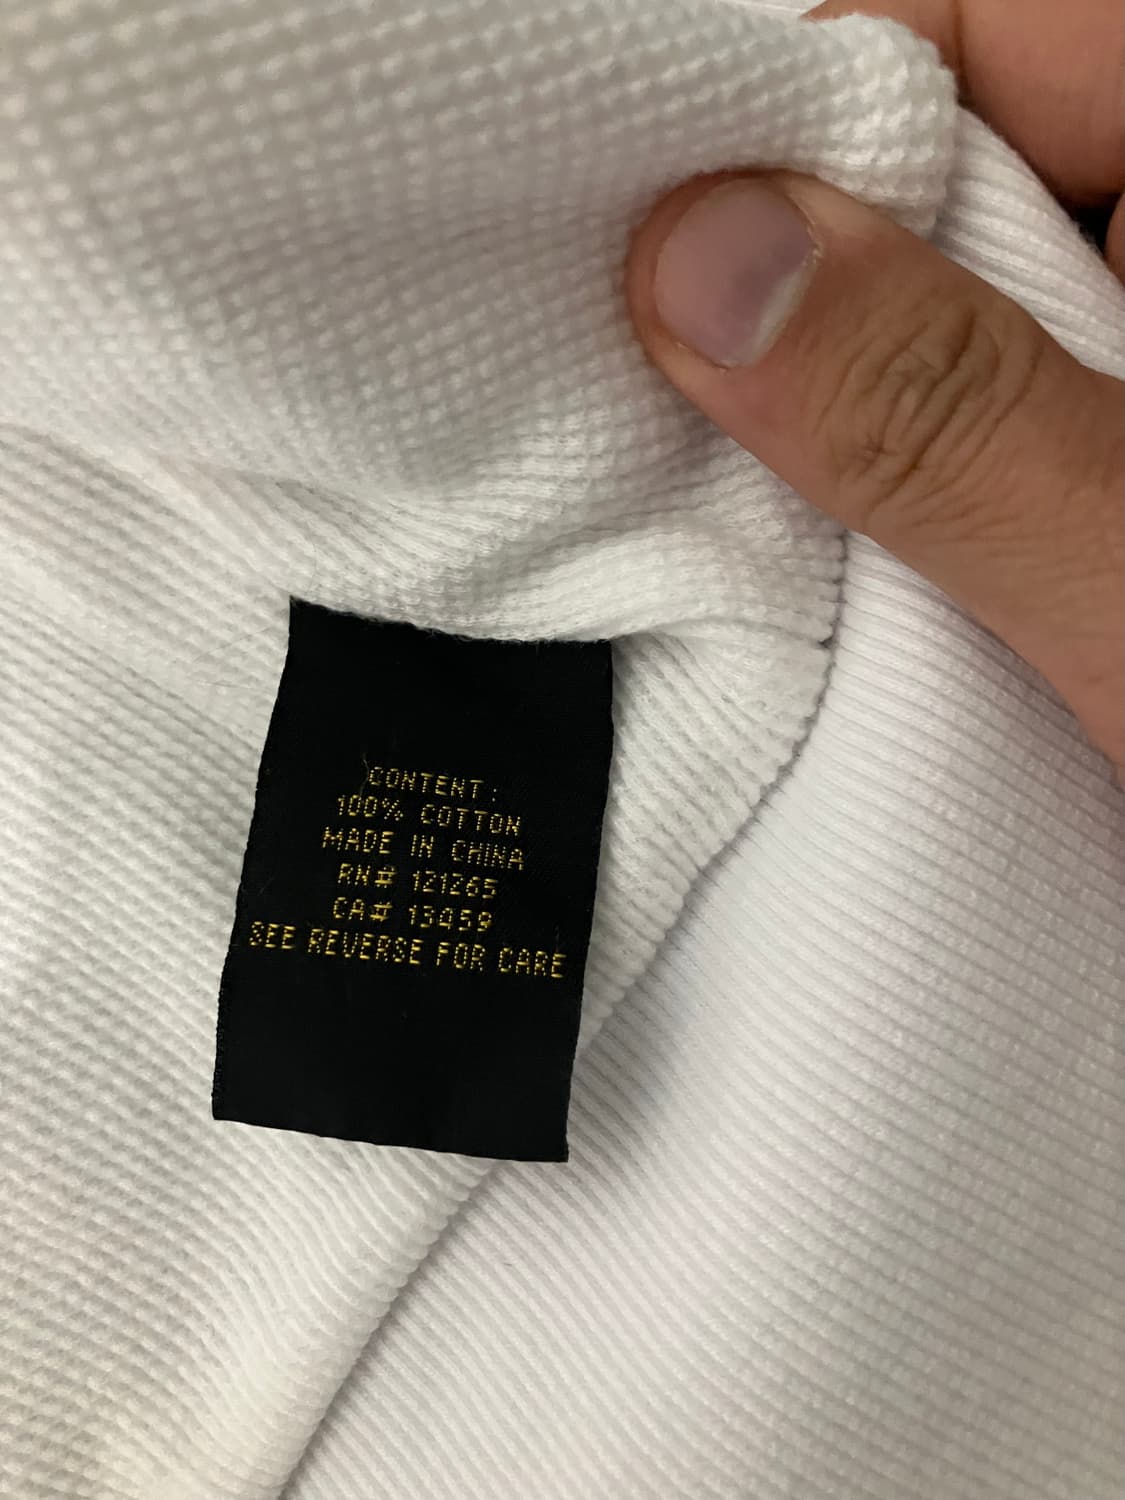 CONTENT:
100% COTTON
MADE IN CHINA
RN# 121265
CA# 13459
SEE REVERSE FOR CARE